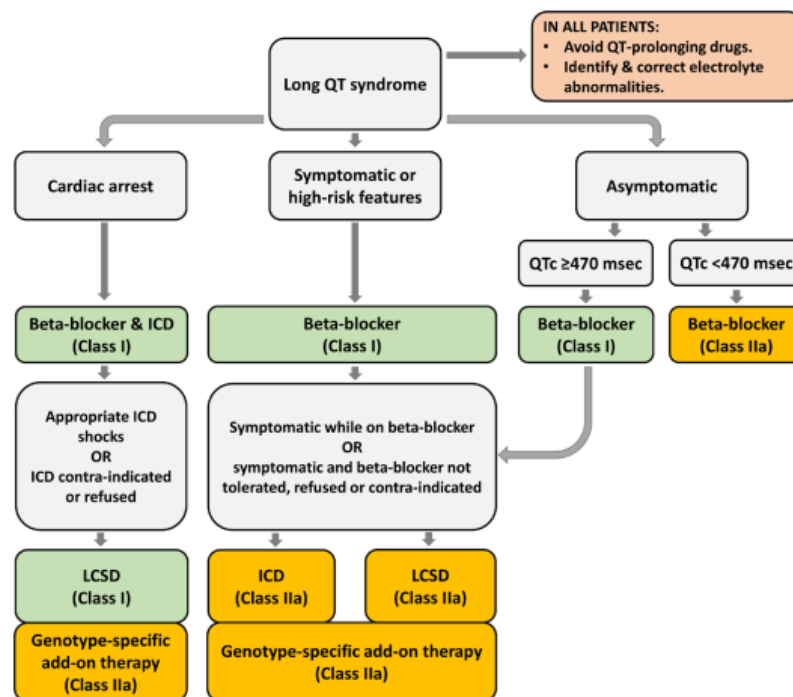 IN ALL PATIENTS:
• Avoid QT-prolonging drugs.
• Identify & correct electrolyte
abnormalities.
Long QT syndrome
Cardiac arrest
Symptomatic or
high-risk features
Asymptomatic
QTc ≥470 msec
QTc <470 msec
Beta-blocker & ICD
(Class I)
Beta-blocker
(Class I)
Beta-blocker
(Class I)
Beta-blocker
(Class IIa)
Appropriate ICD
shocks
OR
ICD contra-indicated
or refused
Symptomatic while on beta-blocker
OR
symptomatic and beta-blocker not
tolerated, refused or contra-indicated
LCSD
(Class I)
ICD
(Class IIa)
LCSD
(Class IIa)
Genotype-specific
add-on therapy
(Class IIa)
Genotype-specific add-on therapy
(Class IIa)